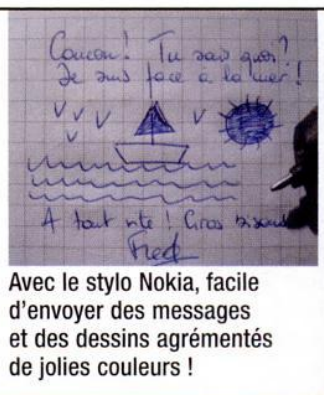 Coucou! Tu sais quoi?
Je suis face à la mer!
A tout vite! Gros bisous
Fred
Avec le stylo Nokia, facile
d'envoyer des messages
et des dessins agrémentés
de jolies couleurs !